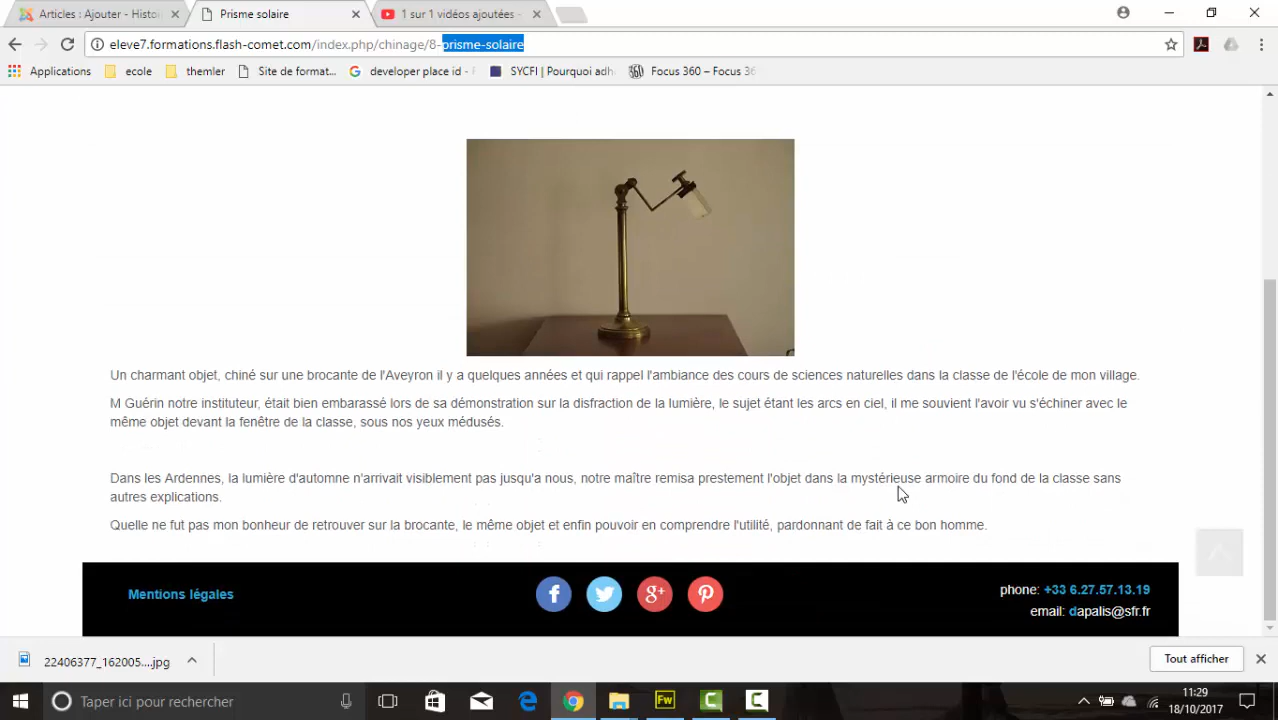 Articles : Ajouter - Histoi
Prisme solaire
1 sur 1 vidéos ajoutées -
eleve7.formations.flash-comet.com/index.php/chinage/8-prisme-solaire
Applications
ecole
themler
Site de format...
developer place id -
SYCFI | Pourquoi adh
Focus 360 – Focus 36
Un charmant objet, chiné sur une brocante de l'Aveyron il y a quelques années et qui rappel l'ambiance des cours de sciences naturelles dans la classe de l'école de mon village.
M Guérin notre instituteur, était bien embarassé lors de sa démonstration sur la disfraction de la lumière, le sujet étant les arcs en ciel, il me souvient l'avoir vu s'échiner avec le
même objet devant la fenêtre de la classe, sous nos yeux médusés.
Dans les Ardennes, la lumière d'automne n'arrivait visiblement pas jusqu'a nous, notre maître remisa prestement l'objet dans la mystérieuse armoire du fond de la classe sans
autres explications.
Quelle ne fut pas mon bonheur de retrouver sur la brocante, le même objet et enfin pouvoir en comprendre l'utilité, pardonnant de fait à ce bon homme.
Mentions légales
phone: +33 6.27.57.13.19
email: dapalis@sfr.fr
22406377_162005....jpg
Tout afficher
Taper ici pour rechercher
Fw
11:29
18/10/2017